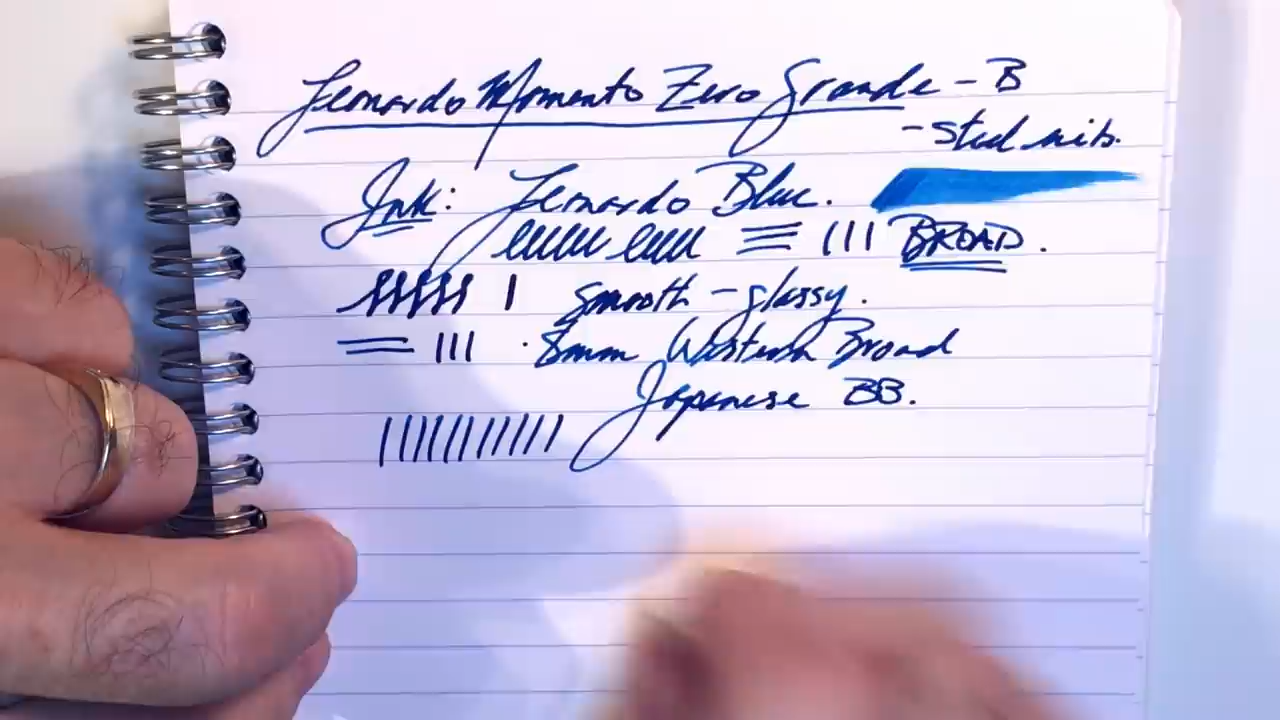 Leonardo Momento Zero Grande – B
– steel nib.
Ink: Leonardo Blue.
BROAD.
smooth – glassy.
.8mm Western Broad
Japanese BB.